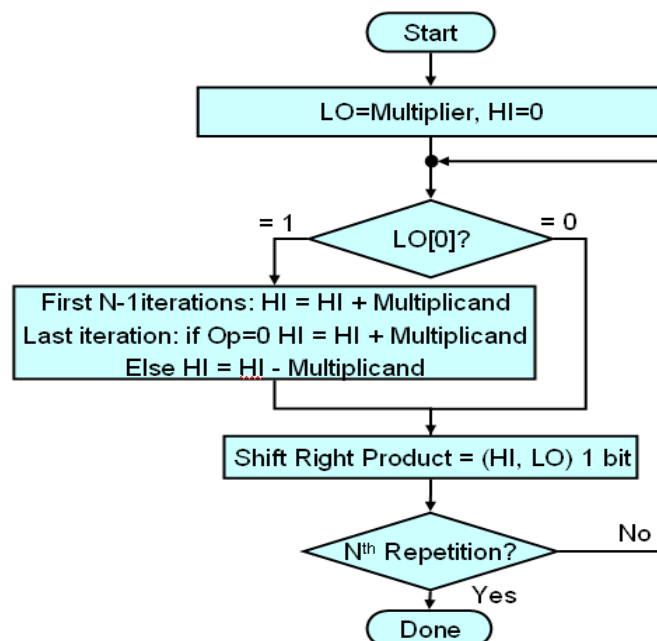 Start
LO=Multiplier, HI=0
= 1
= 0
LO[0]?
First N-1iterations: HI = HI + Multiplicand
Last iteration: if Op=0 HI = HI + Multiplicand
Else HI = HI - Multiplicand
Shift Right Product = (HI, LO) 1 bit
Nth Repetition?
No
Yes
Done